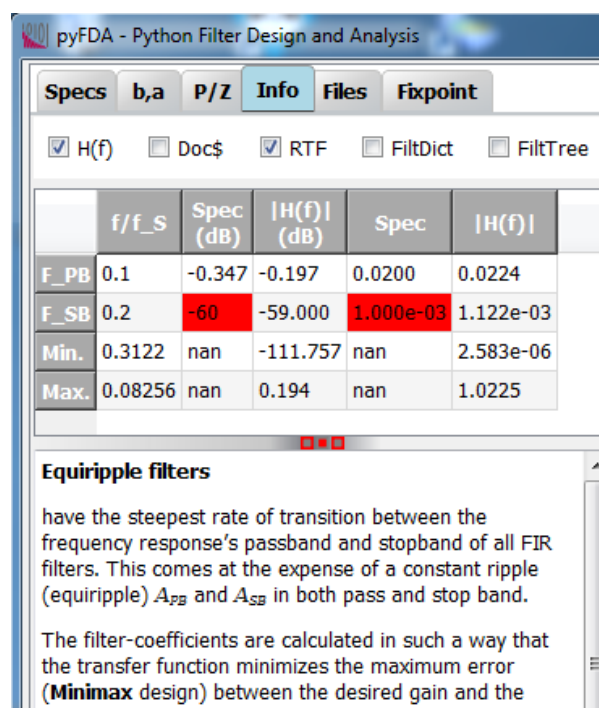 pyFDA - Python Filter Design and Analysis
Specs b,a P/Z Info Files Fixpoint
H(f) Doc$ RTF FiltDict FiltTree
f/f_S Spec (dB) |H(f)| (dB) Spec |H(f)|
F_PB 0.1 -0.347 -0.197 0.0200 0.0224
F_SB 0.2 -60 -59.000 1.000e-03 1.122e-03
Min. 0.3122 nan -111.757 nan 2.583e-06
Max. 0.08256 nan 0.194 nan 1.0225
Equiripple filters
have the steepest rate of transition between the
frequency response's passband and stopband of all FIR
filters. This comes at the expense of a constant ripple
(equiripple) A_PB and A_SB in both pass and stop band.
The filter-coefficients are calculated in such a way that
the transfer function minimizes the maximum error
(Minimax design) between the desired gain and the